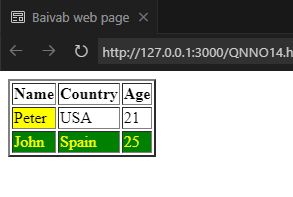 Baivab web page
http://127.0.0.1:3000/QNNO14.h
Name Country Age
Peter USA 21
John Spain 25